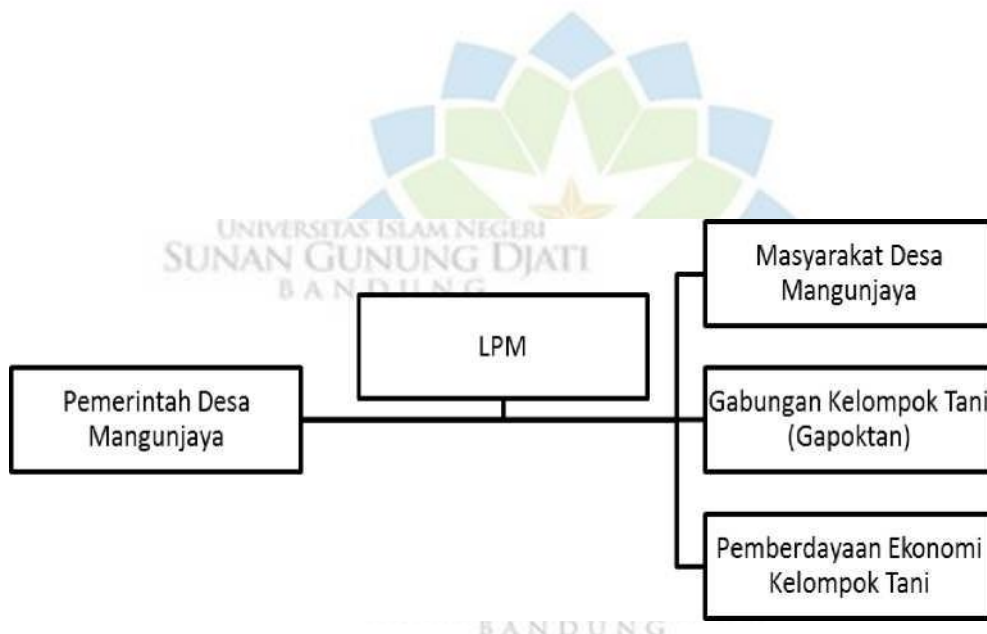 UNIVERSITAS ISLAM NEGERI
SUNAN GUNUNG DJATI
BANDUNG
LPM
Pemerintah Desa
Mangunjaya
Masyarakat Desa
Mangunjaya
Gabungan Kelompok Tani
(Gapoktan)
Pemberdayaan Ekonomi
Kelompok Tani
BANDUNG